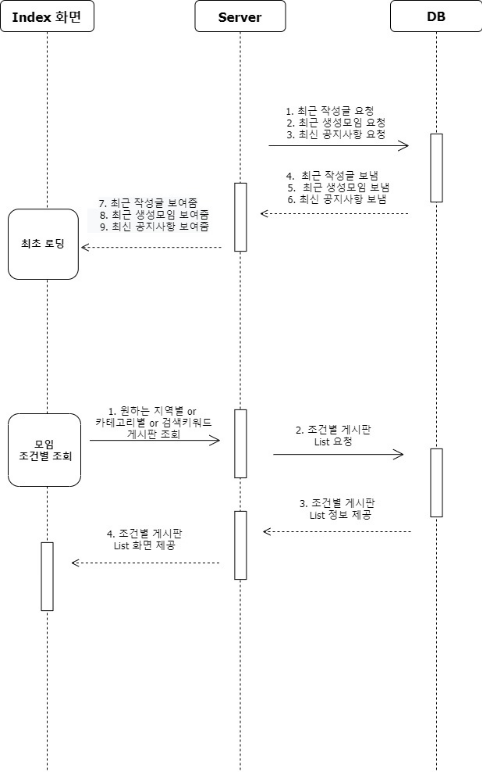 Index 화면
Server
DB
1. 최근 작성글 요청
2. 최근 생성모임 요청
3. 최신 공지사항 요청
4. 최근 작성글 보냄
5. 최근 생성모임 보냄
6. 최신 공지사항 보냄
7. 최근 작성글 보여줌
8. 최근 생성모임 보여줌
9. 최신 공지사항 보여줌
최초 로딩
1. 원하는 지역별 or
카테고리별 or 검색키워드
게시판 조회
모임
조건별 조회
2. 조건별 게시판
List 요청
3. 조건별 게시판
List 정보 제공
4. 조건별 게시판
List 화면 제공